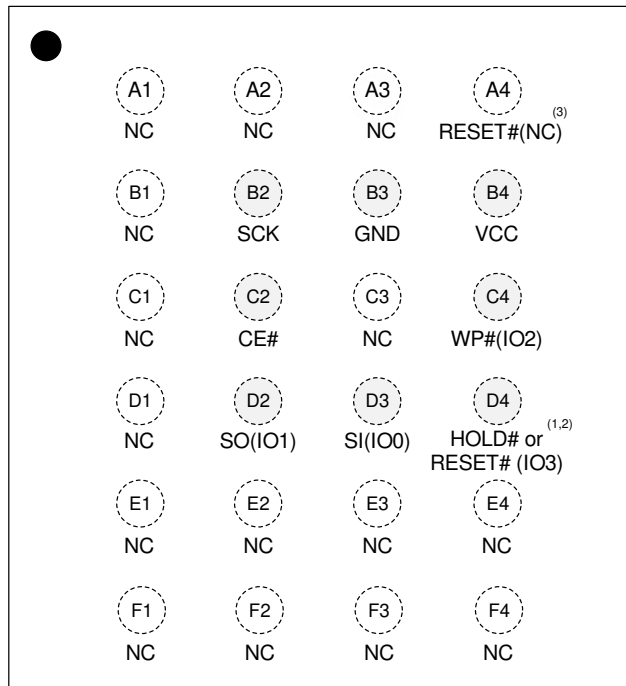 A1 A2 A3 A4
NC NC NC RESET#(NC) (3)
B1 B2 B3 B4
NC SCK GND VCC
C1 C2 C3 C4
NC CE# NC WP#(IO2)
D1 D2 D3 D4
NC SO(IO1) SI(IO0) HOLD# or (1,2)
RESET# (IO3)
E1 E2 E3 E4
NC NC NC NC
F1 F2 F3 F4
NC NC NC NC